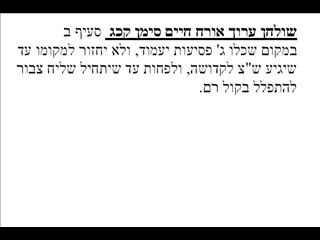 שולחן ערוך אורח חיים סימן קכג סעיף ב
במקום שכלו ג' פסיעות יעמוד, ולא יחזור למקומו עד
שיגיע ש"צ לקדושה, ולפחות עד שיתחיל שליח צבור
להתפלל בקול רם.